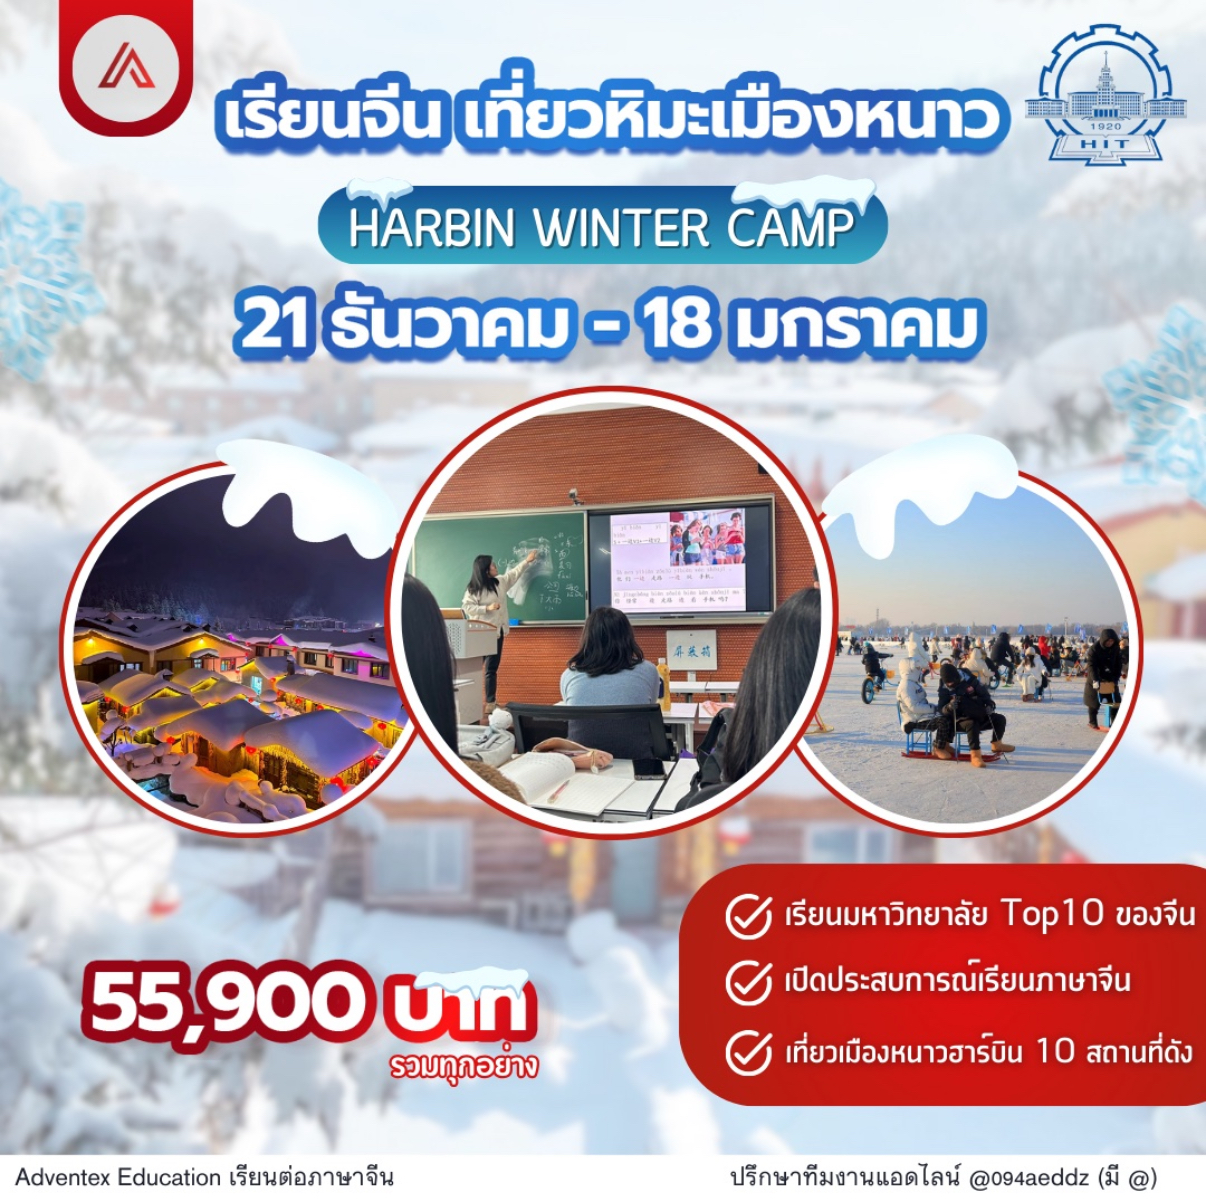 เรียนจีน เที่ยวหิมะเมืองหนาว
1920
HIT
HARBIN WINTER CAMP
21 ธันวาคม - 18 มกราคม
เรียนมหาวิทยาลัย Top10 ของจีน
เปิดประสบการณ์เรียนภาษาจีน
เที่ยวเมืองหนาวฮาร์บิน 10 สถานที่ดัง
55,900 บาท
รวมทุกอย่าง
Adventex Education เรียนต่อภาษาจีน
ปรึกษาทีมงานแอดไลน์ @094aeddz (มี @)